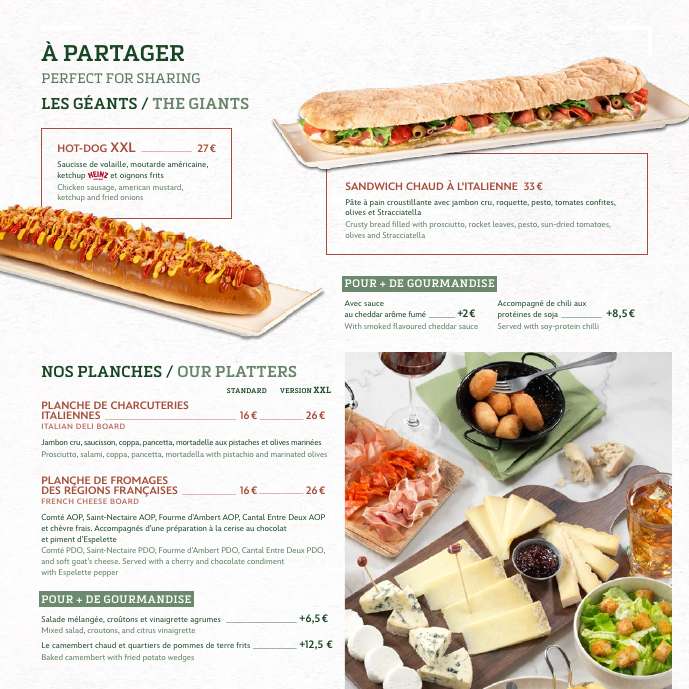 À PARTAGER
PERFECT FOR SHARING
LES GÉANTS / THE GIANTS
HOT-DOG XXL 27 €
Saucisse de volaille, moutarde américaine,
ketchup HEINZ et oignons frits
Chicken sausage, american mustard,
ketchup and fried onions
SANDWICH CHAUD À L'ITALIENNE 33 €
Pâte à pain croustillante avec jambon cru, roquette, pesto, tomates confites,
olives et Stracciatella
Crusty bread filled with prosciutto, rocket leaves, pesto, sun-dried tomatoes,
olives and Stracciatella
POUR + DE GOURMANDISE
Avec sauce
au cheddar arôme fumé +2 €
With smoked flavoured cheddar sauce
Accompagné de chili aux
protéines de soja +8,5 €
Served with soy-protein chilli
NOS PLANCHES / OUR PLATTERS
STANDARD VERSION XXL
PLANCHE DE CHARCUTERIES
ITALIENNES 16 € 26 €
ITALIAN DELI BOARD
Jambon cru, saucisson, coppa, pancetta, mortadelle aux pistaches et olives marinées
Prosciutto, salami, coppa, pancetta, mortadella with pistachio and marinated olives
PLANCHE DE FROMAGES
DES RÉGIONS FRANÇAISES 16 € 26 €
FRENCH CHEESE BOARD
Comté AOP, Saint-Nectaire AOP, Fourme d'Ambert AOP, Cantal Entre Deux AOP
et chèvre frais. Accompagnés d'une préparation à la cerise au chocolat
et piment d'Espelette
Comté PDO, Saint-Nectaire PDO, Fourme d'Ambert PDO, Cantal Entre Deux PDO,
and soft goat's cheese. Served with a cherry and chocolate condiment
with Espelette pepper
POUR + DE GOURMANDISE
Salade mélangée, croûtons et vinaigrette agrumes +6,5 €
Mixed salad, croutons, and citrus vinaigrette
Le camembert chaud et quartiers de pommes de terre frits +12,5 €
Baked camembert with fried potato wedges